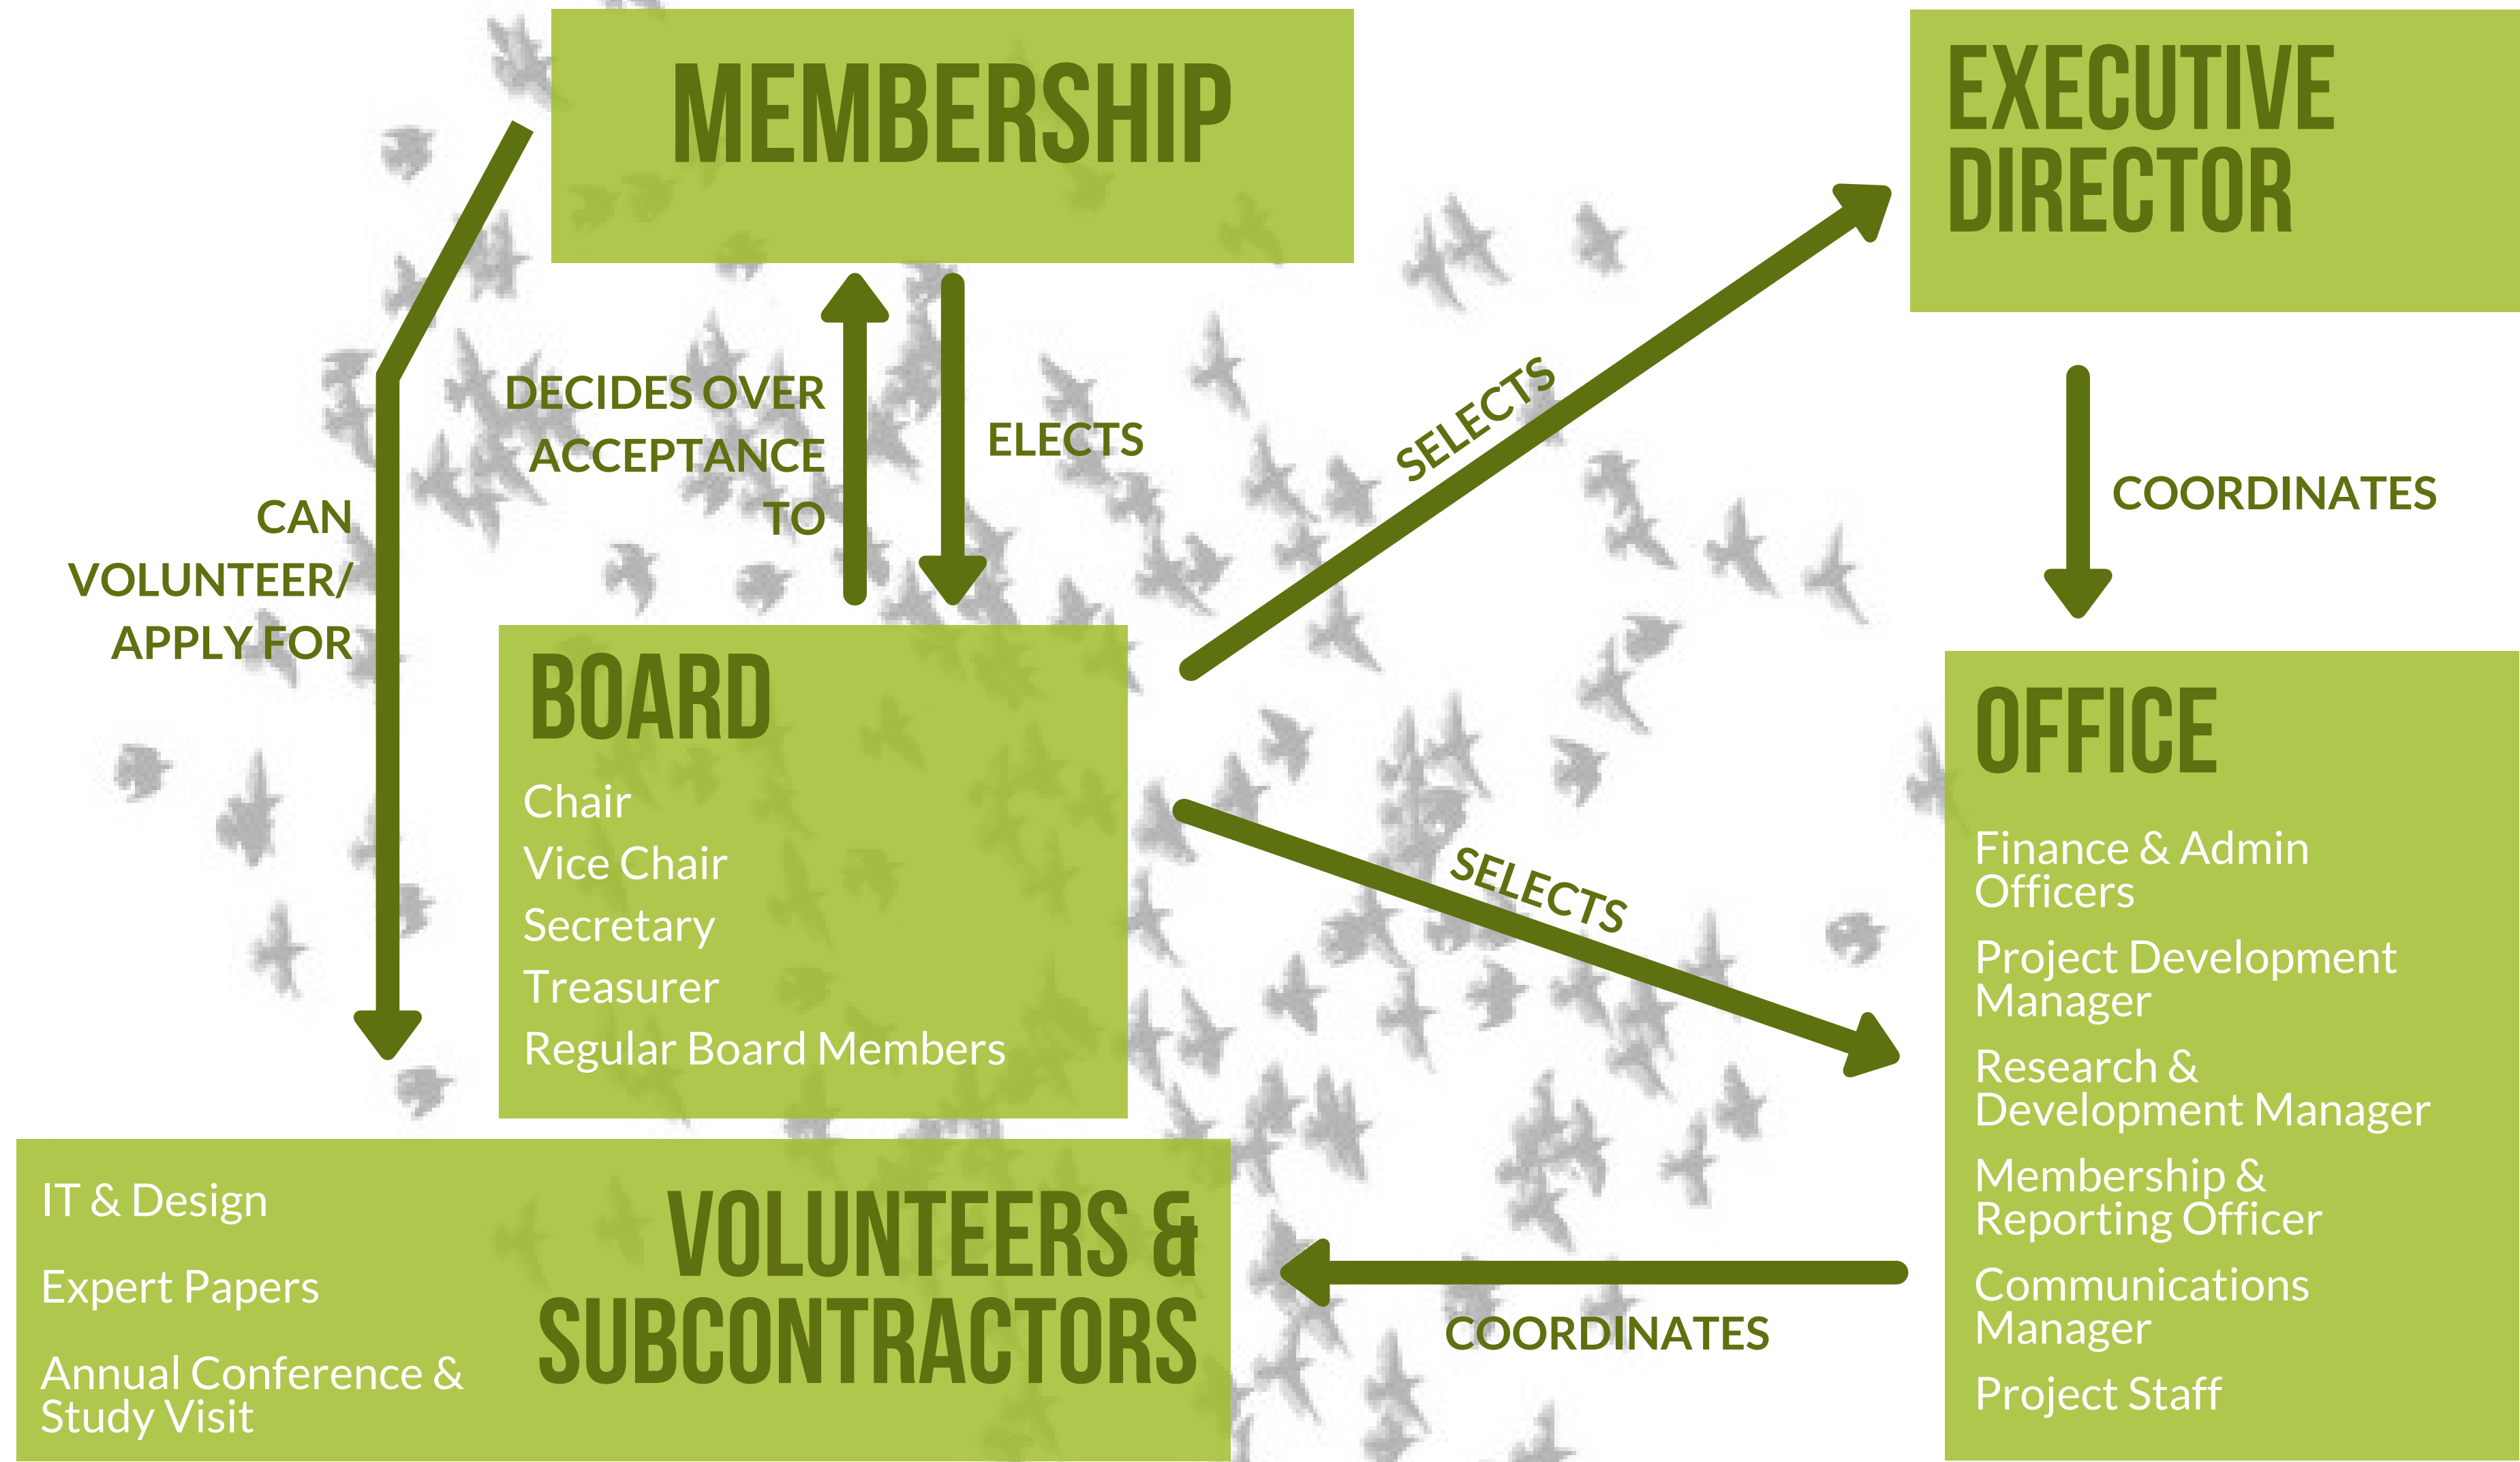 MEMBERSHIP
EXECUTIVE
DIRECTOR
DECIDES OVER
ACCEPTANCE
TO
ELECTS
SELECTS
COORDINATES
CAN
VOLUNTEER/
APPLY FOR
BOARD
Chair
Vice Chair
Secretary
Treasurer
Regular Board Members
SELECTS
OFFICE
Finance & Admin
Officers
Project Development
Manager
Research &
Development Manager
Membership &
Reporting Officer
Communications
Manager
Project Staff
IT & Design
Expert Papers
Annual Conference &
Study Visit
VOLUNTEERS &
SUBCONTRACTORS
COORDINATES